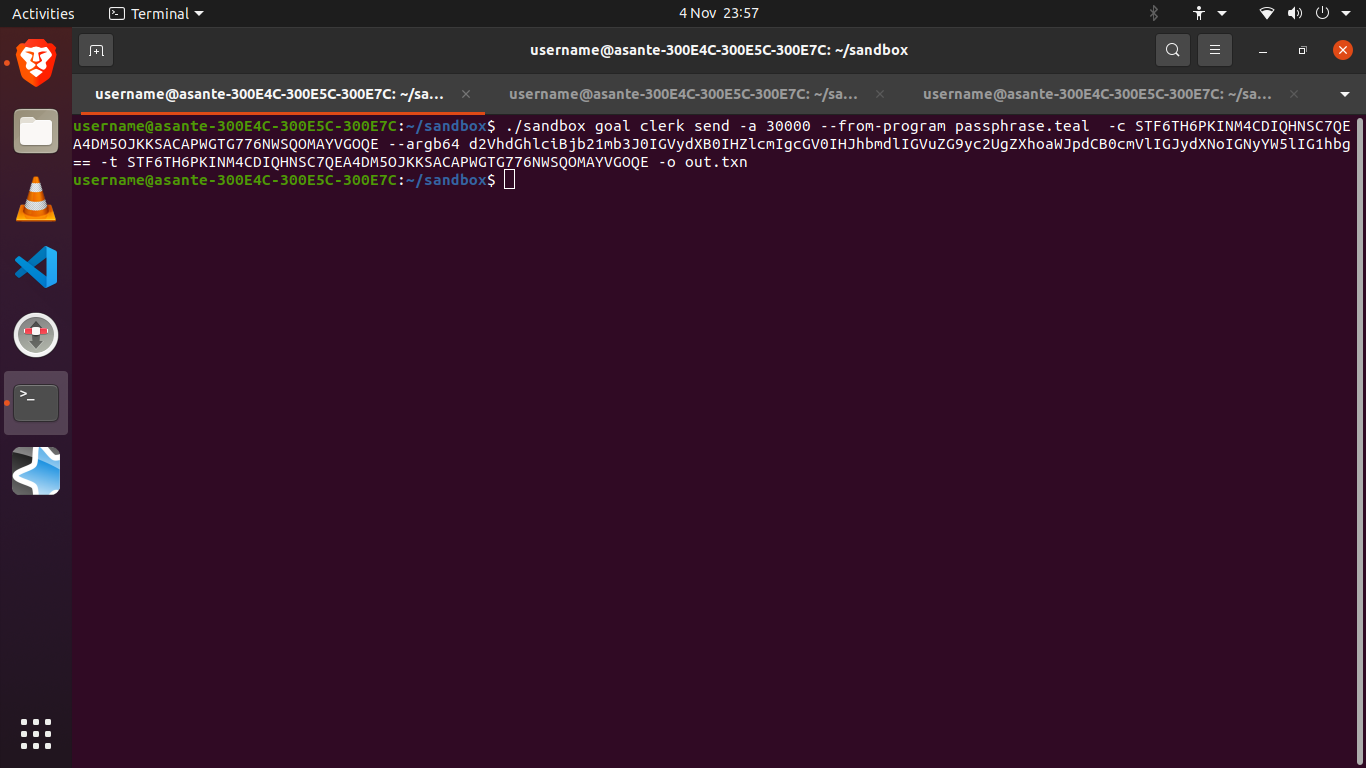 Activities
Terminal
4 Nov 23:57
username@asante-300E4C-300E5C-300E7C: ~/sandbox
username@asante-300E4C-300E5C-300E7C: ~/sa...
username@asante-300E4C-300E5C-300E7C: ~/sa...
username@asante-300E4C-300E5C-300E7C: ~/sa...
username@asante-300E4C-300E5C-300E7C:~/sandbox$ ./sandbox goal clerk send -a 30000 --from-program passphrase.teal  -c STF6TH6PKINM4CDIQHNSC7QE
A4DM5OJKKSACAPWGTG776NWSQOMAYVGOQE --argb64 d2VhdGhlciBjb21mb3J0IGVydXB0IHZlcmIgcGV0IHJhbmdlIGVuZG9yc2UgZXhoaWJpdCB0cmVlIGJydXNoIGNyYW5lIG1hbg
== -t STF6TH6PKINM4CDIQHNSC7QEA4DM5OJKKSACAPWGTG776NWSQOMAYVGOQE -o out.txn
username@asante-300E4C-300E5C-300E7C:~/sandbox$
>_